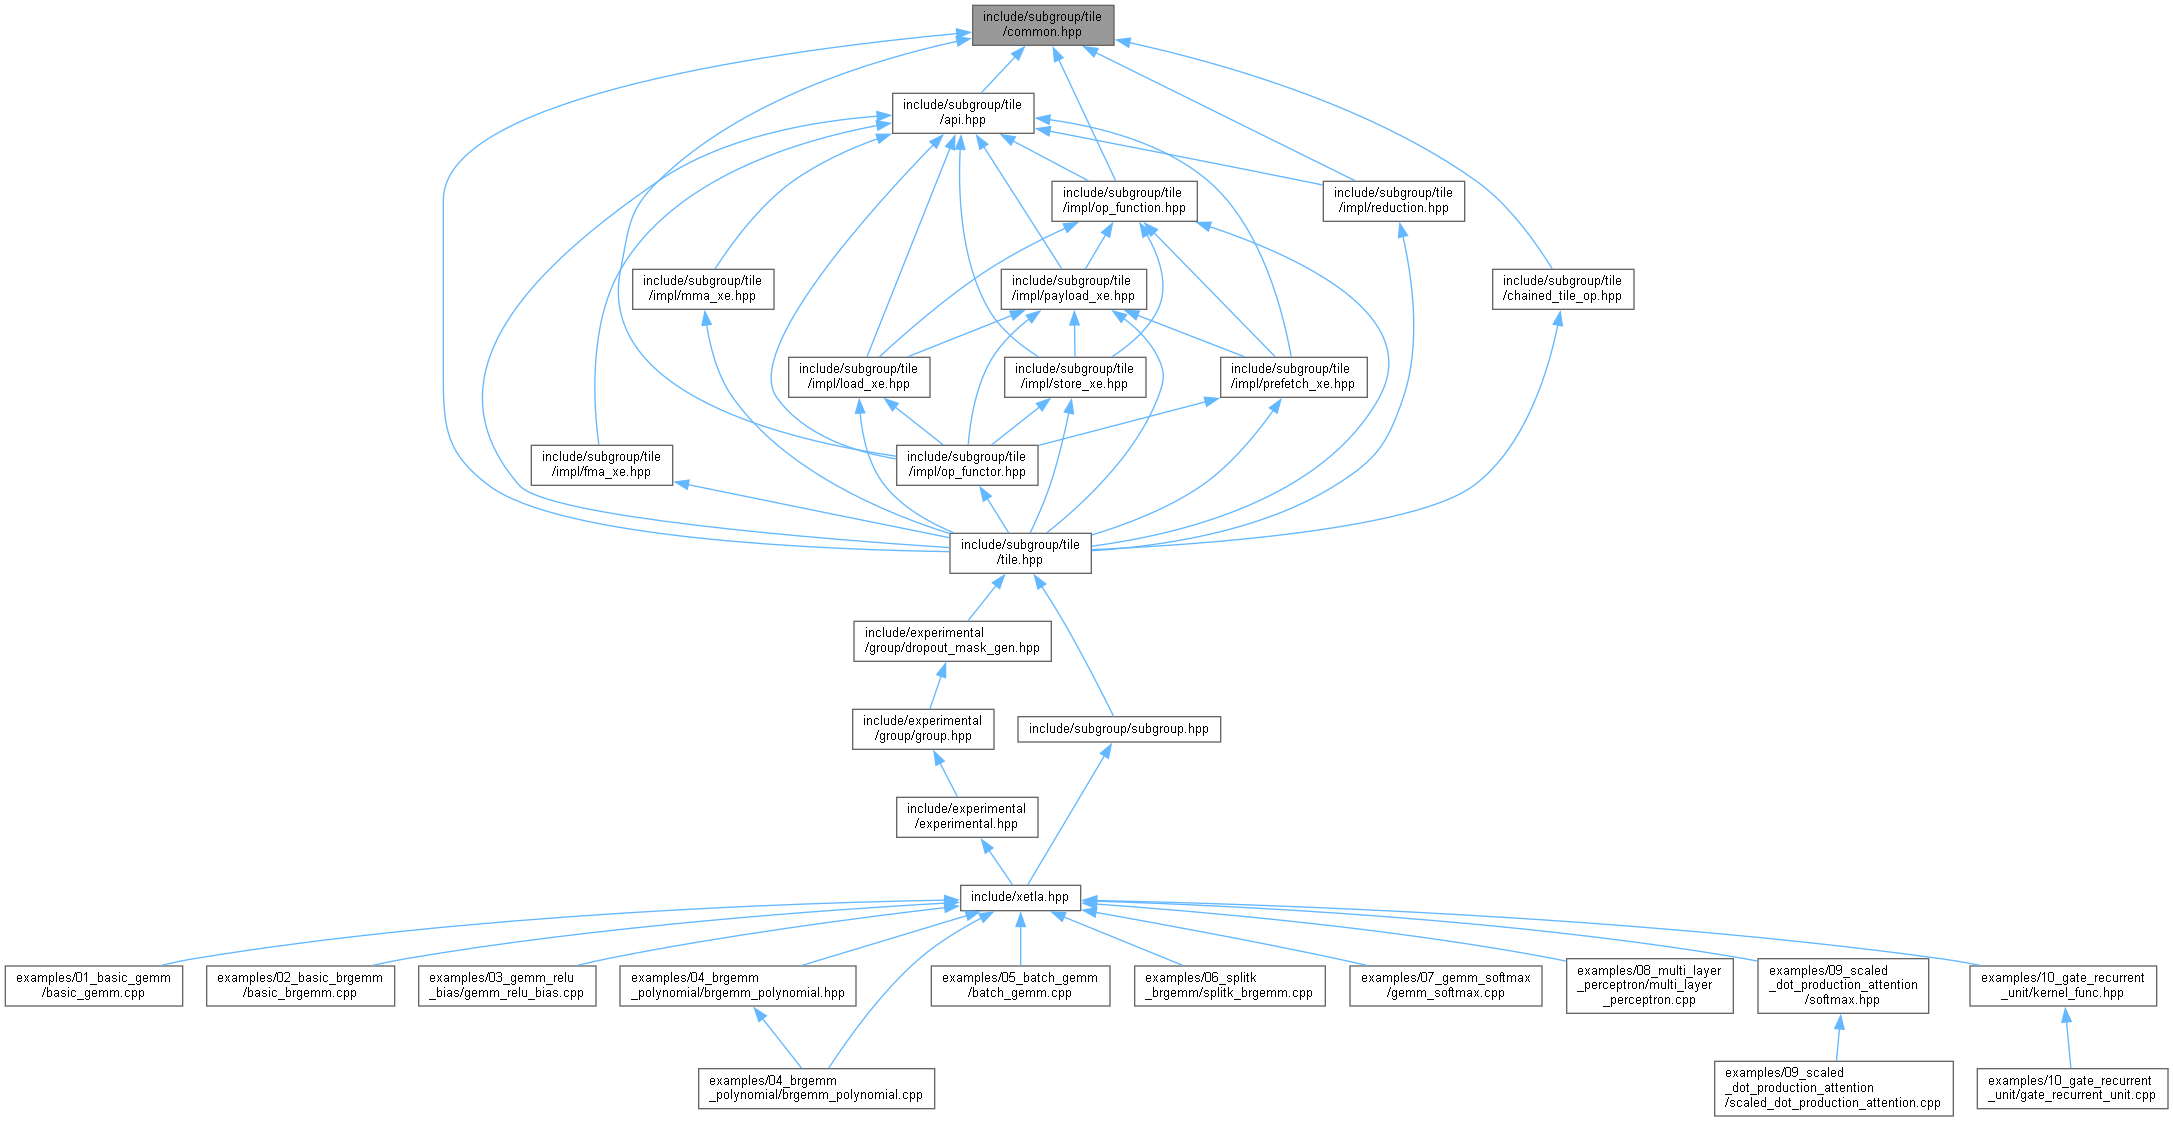 include/subgroup/tile
/common.hpp
include/subgroup/tile
/api.hpp
include/subgroup/tile
/impl/op_function.hpp
include/subgroup/tile
/impl/reduction.hpp
include/subgroup/tile
/impl/mma_xe.hpp
include/subgroup/tile
/impl/payload_xe.hpp
include/subgroup/tile
/chained_tile_op.hpp
include/subgroup/tile
/impl/load_xe.hpp
include/subgroup/tile
/impl/store_xe.hpp
include/subgroup/tile
/impl/prefetch_xe.hpp
include/subgroup/tile
/impl/fma_xe.hpp
include/subgroup/tile
/impl/op_functor.hpp
include/subgroup/tile
/tile.hpp
include/experimental
/group/dropout_mask_gen.hpp
include/experimental
/group/group.hpp
include/subgroup/subgroup.hpp
include/experimental
/experimental.hpp
include/xetla.hpp
examples/01_basic_gemm
/basic_gemm.cpp
examples/02_basic_brgemm
/basic_brgemm.cpp
examples/03_gemm_relu
_bias/gemm_relu_bias.cpp
examples/04_brgemm
_polynomial/brgemm_polynomial.hpp
examples/05_batch_gemm
/batch_gemm.cpp
examples/06_splitk
_brgemm/splitk_brgemm.cpp
examples/07_gemm_softmax
/gemm_softmax.cpp
examples/08_multi_layer
_perceptron/multi_layer
_perceptron.cpp
examples/09_scaled
_dot_production_attention
/softmax.hpp
examples/10_gate_recurrent
_unit/kernel_func.hpp
examples/04_brgemm
_polynomial/brgemm_polynomial.cpp
examples/09_scaled
_dot_production_attention
/scaled_dot_production_attention.cpp
examples/10_gate_recurrent
_unit/gate_recurrent_unit.cpp